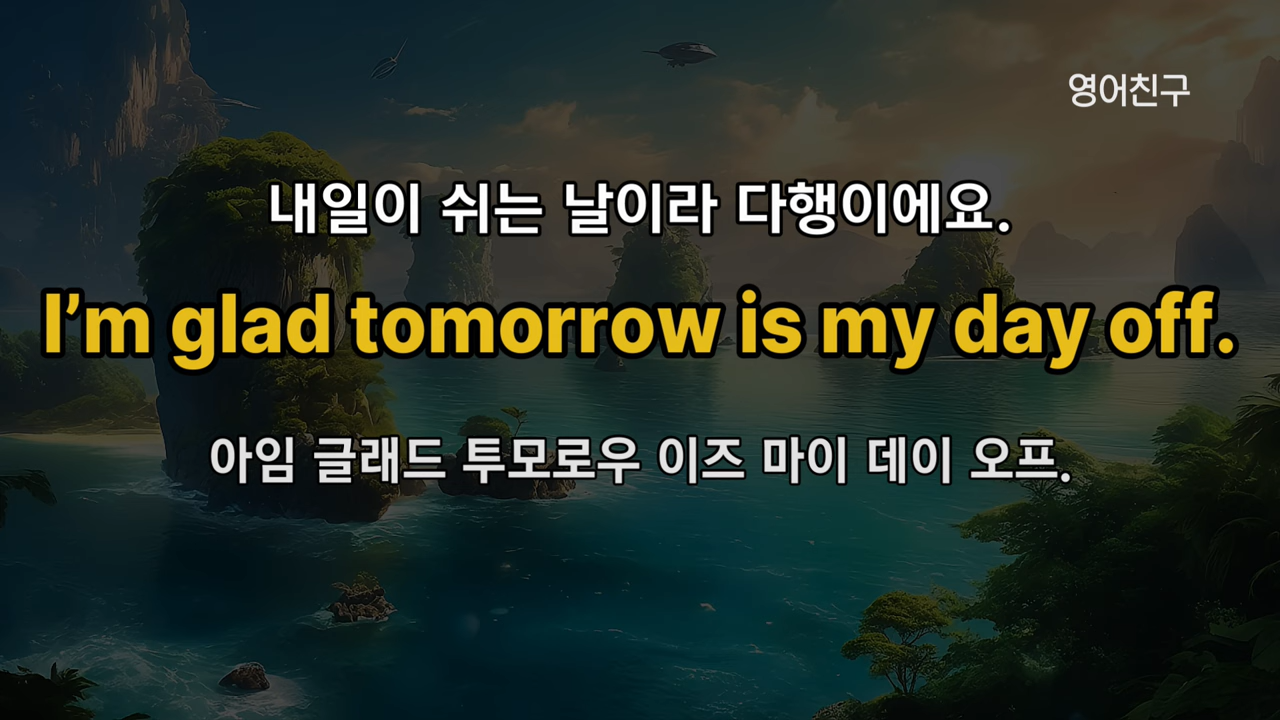 영어친구
내일이 쉬는 날이라 다행이에요.
I’m glad tomorrow is my day off.
아임 글래드 투모로우 이즈 마이 데이 오프.